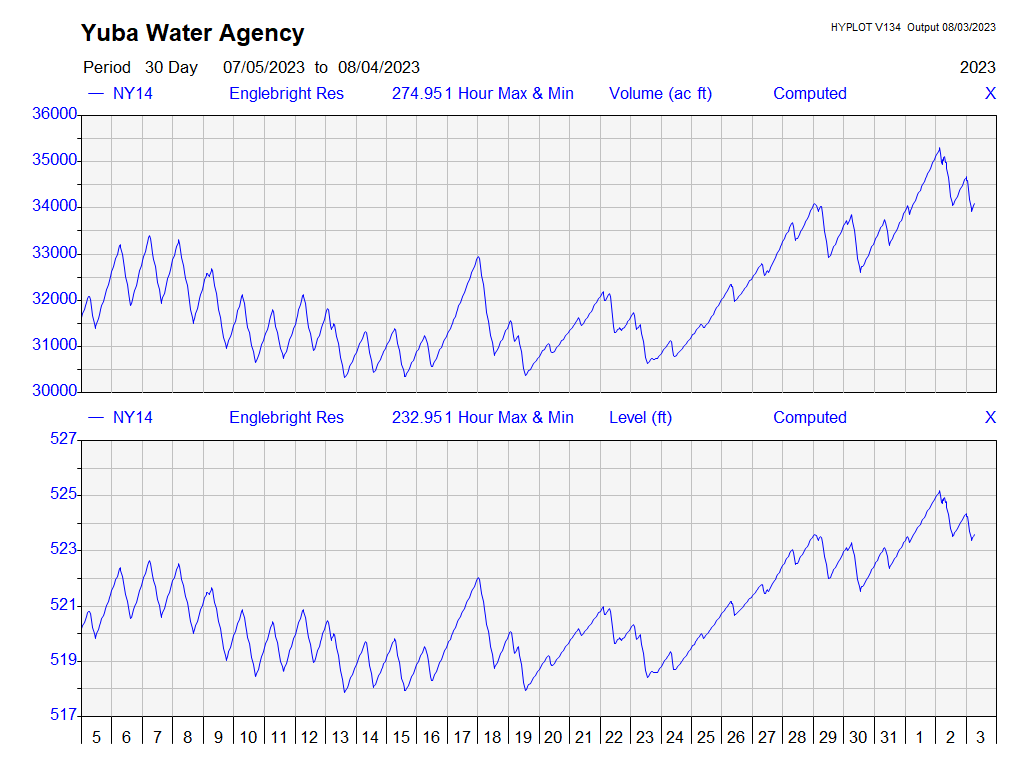 Yuba Water Agency
HYPLOT V134 Output 08/03/2023
Period 30 Day 07/05/2023 to 08/04/2023 2023
NY14 Englebright Res 274.951 Hour Max & Min Volume (ac ft) Computed X
36000
35000
34000
33000
32000
31000
30000
NY14 Englebright Res 232.951 Hour Max & Min Level (ft) Computed X
527
525
523
521
519
517
5 6 7 8 9 10 11 12 13 14 15 16 17 18 19 20 21 22 23 24 25 26 27 28 29 30 31 1 2 3